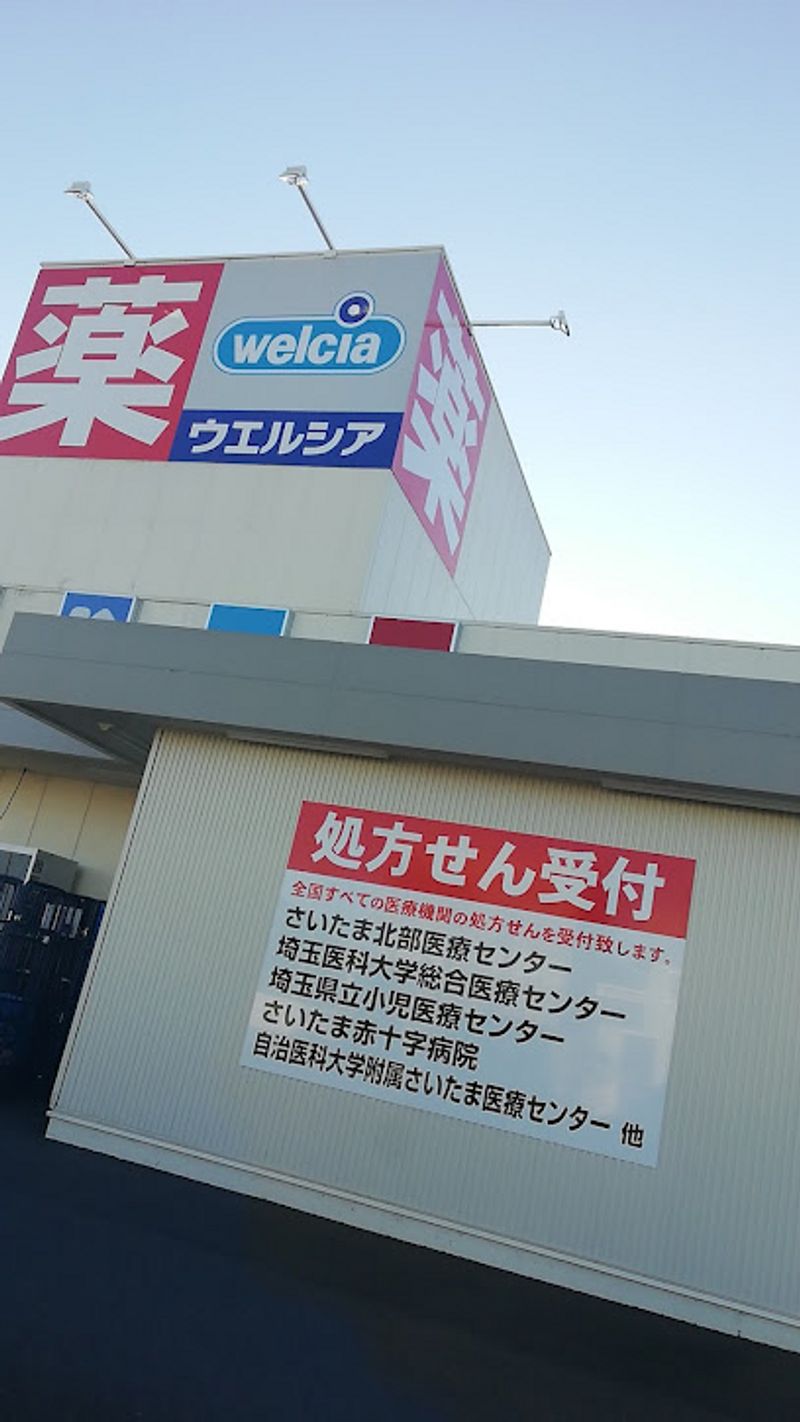 薬
welcia
ウエルシア
薬
処方せん受付
全国すべての医療機関の処方せんを受付致します。
さいたま北部医療センター
埼玉医科大学総合医療センター
埼玉県立小児医療センター
さいたま赤十字病院
自治医科大学附属さいたま医療センター 他